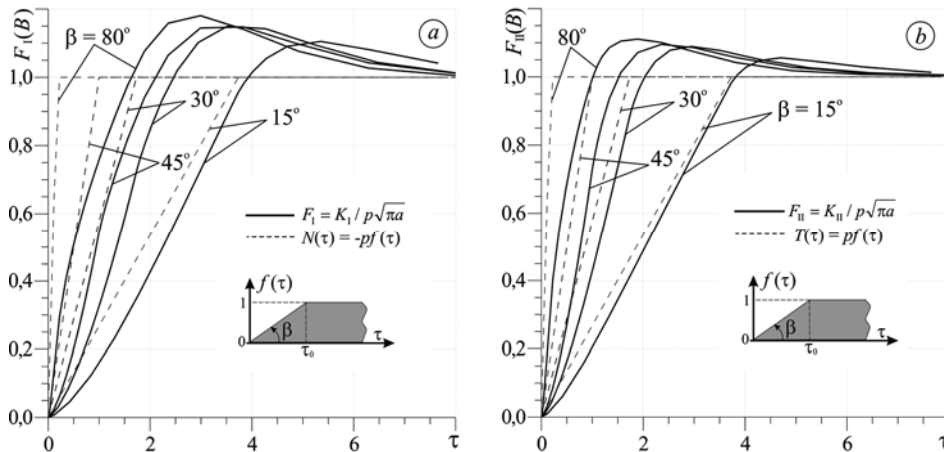 F_I(B)
a
β = 80°
1,0
30°
15°
0,8
45°
0,6
F_I = K_I / p√πa
N(τ) = -pf(τ)
0,4
f(τ)
1
0,2
β
0
τ
τ₀
0,0
0
2
4
6
τ
F_II(B)
b
80°
1,0
30°
β = 15°
0,8
45°
0,6
F_II = K_II / p√πa
T(τ) = pf(τ)
0,4
f(τ)
1
0,2
β
0
τ
τ₀
0,0
0
2
4
6
τ